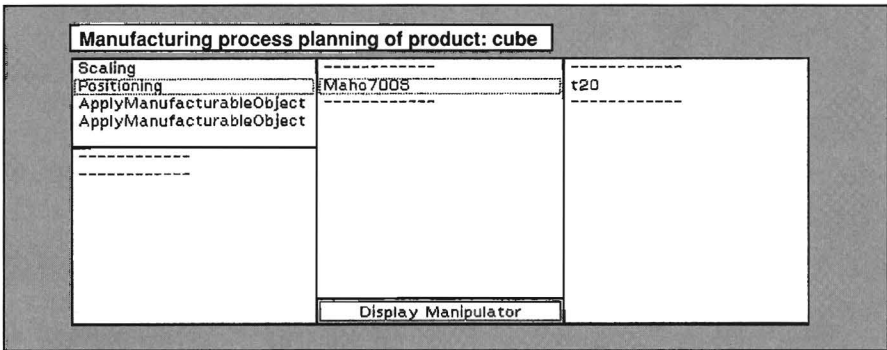 Manufacturing process planning of product: cube
Scaling
Positioning
ApplyManufacturableObject
ApplyManufacturableObject
------------
------------
------------
Maho700S
------------
Display Manipulator
------------
t20
------------